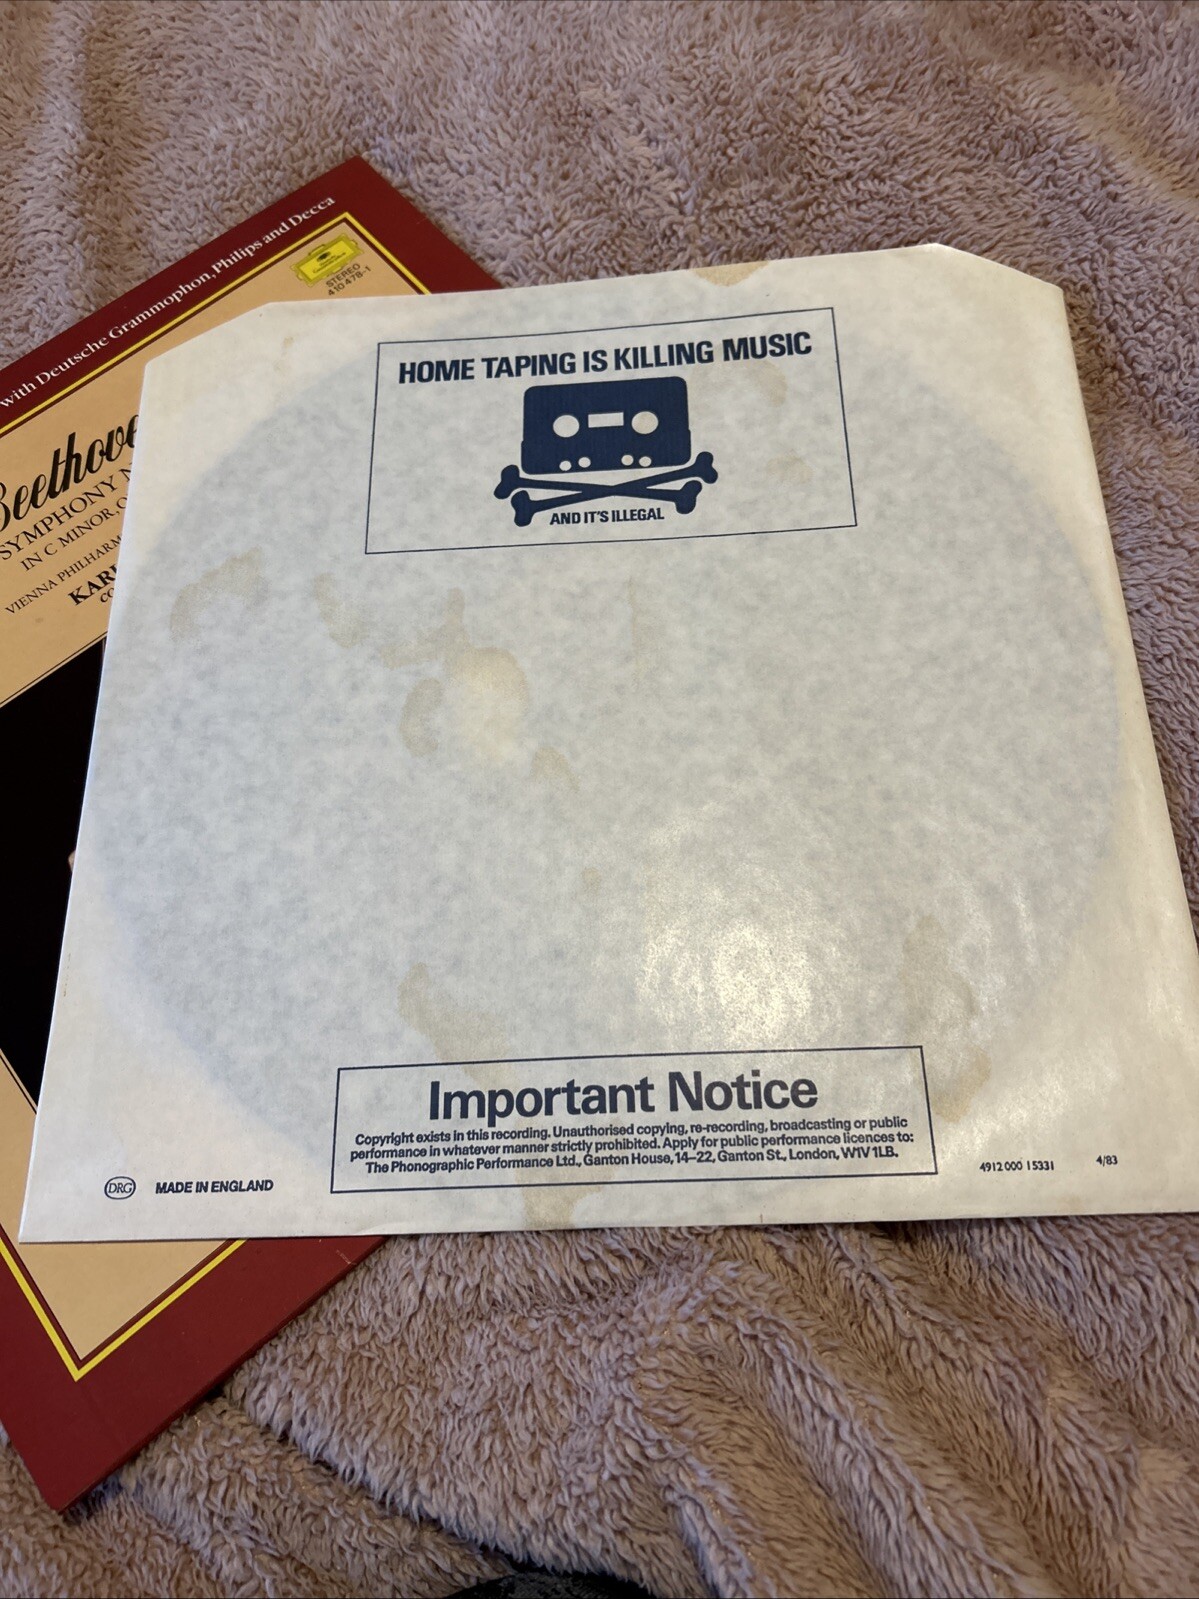 with Deutsche Grammophon, Philips and Decca
STEREO
410 478-1
Beethove
SYMPHONY N
IN C MINOR, O
VIENNA PHILHARM
KARL
CO
HOME TAPING IS KILLING MUSIC
AND IT'S ILLEGAL
Important Notice
Copyright exists in this recording. Unauthorised copying, re-recording, broadcasting or public
performance in whatever manner strictly prohibited. Apply for public performance licences to:
The Phonographic Performance Ltd., Ganton House, 14–22, Ganton St., London, W1V 1LB.
DRG
MADE IN ENGLAND
4912 000 15331
4/83